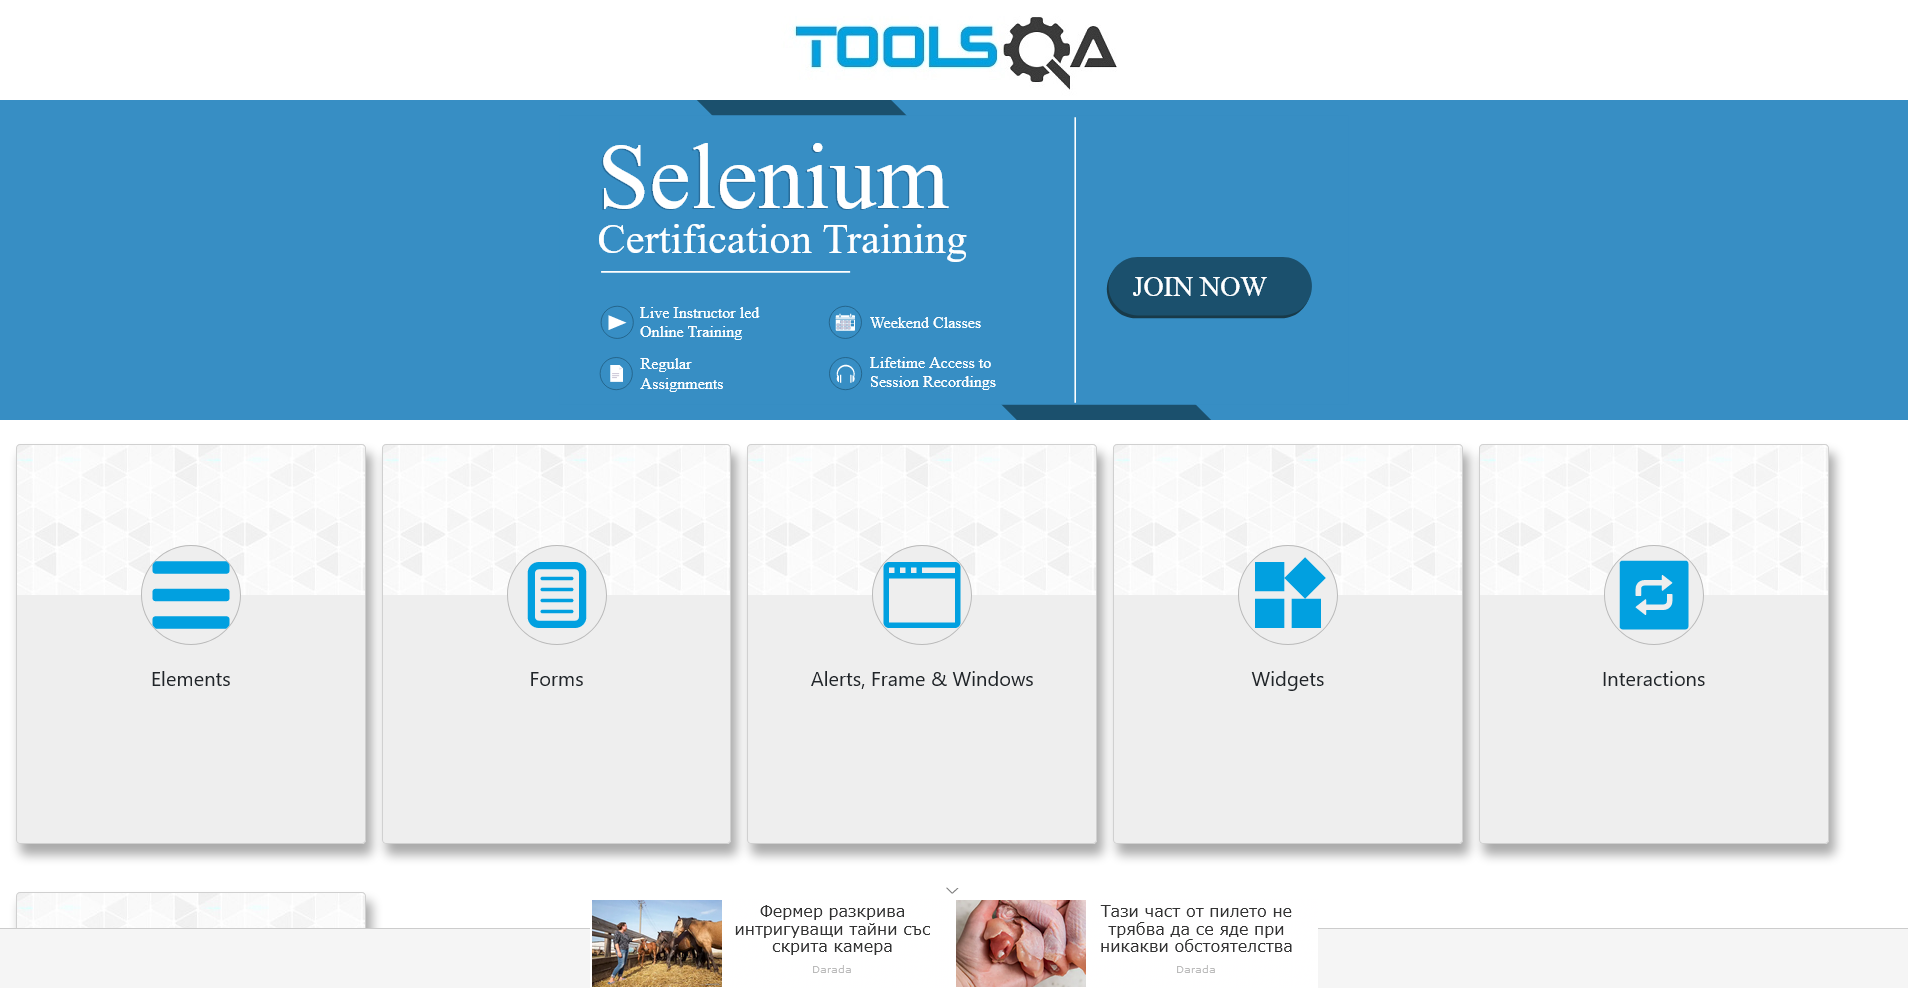 TOOLSQA
Selenium
Certification Training
JOIN NOW
Live Instructor led
Online Training
Weekend Classes
Regular
Assignments
Lifetime Access to
Session Recordings
Elements
Forms
Alerts, Frame & Windows
Widgets
Interactions
Фермер разкрива
интригуващи тайни със
скрита камера
Darada
Тази част от пилето не
трябва да се яде при
никакви обстоятелства
Darada